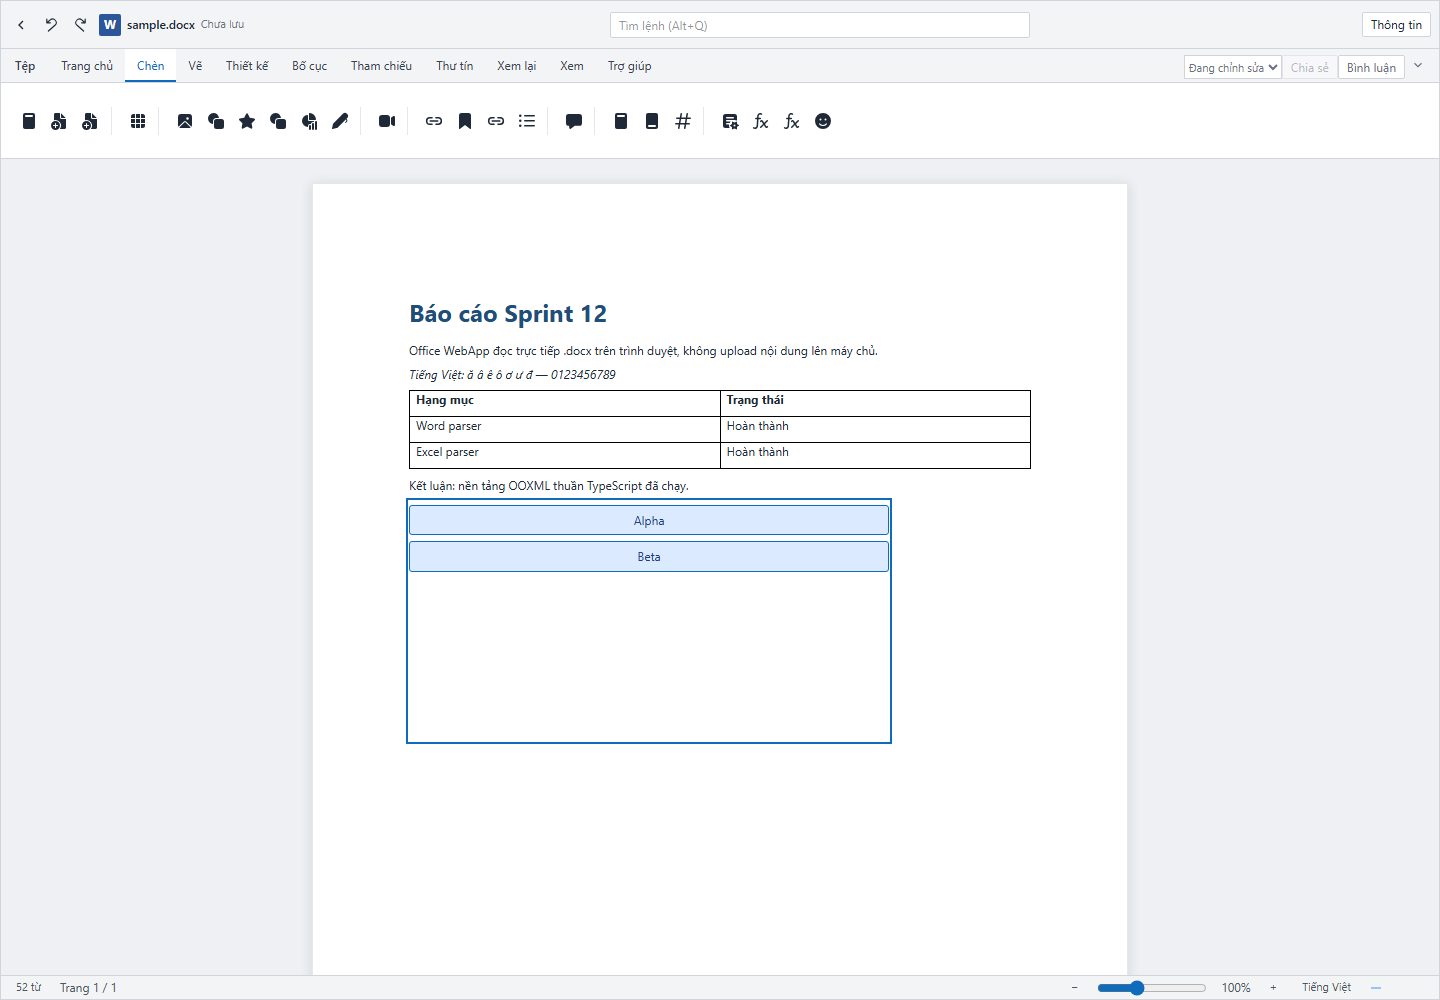 W sample.docx Chưa lưu
Tìm lệnh (Alt+Q)
Thông tin
Tệp Trang chủ Chèn Vẽ Thiết kế Bố cục Tham chiếu Thư tín Xem lại Xem Trợ giúp
Đang chỉnh sửa Chia sẻ Bình luận
Báo cáo Sprint 12
Office WebApp đọc trực tiếp .docx trên trình duyệt, không upload nội dung lên máy chủ.
Tiếng Việt: ă â ê ô ơ ư đ — 0123456789
Hạng mục Trạng thái
Word parser Hoàn thành
Excel parser Hoàn thành
Kết luận: nền tảng OOXML thuần TypeScript đã chạy.
Alpha
Beta
52 từ Trang 1 / 1
− 100% + Tiếng Việt